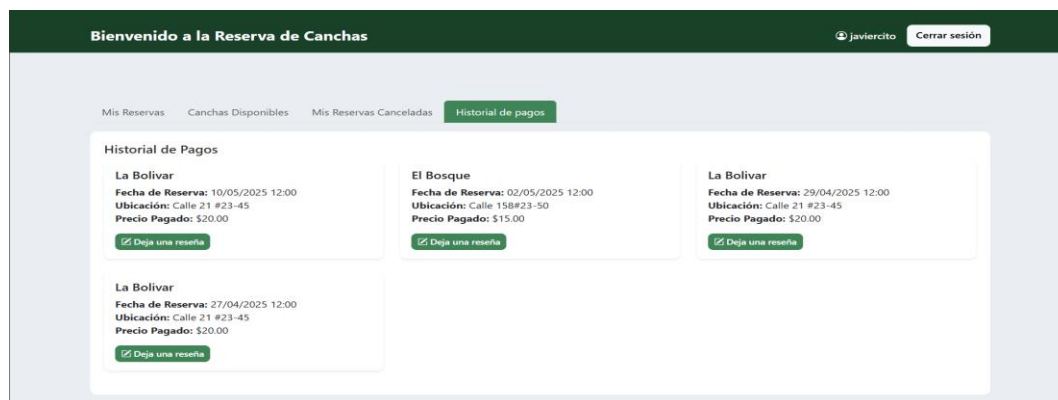 Bienvenido a la Reserva de Canchas
javiercito
Cerrar sesión
Mis Reservas
Canchas Disponibles
Mis Reservas Canceladas
Historial de pagos
Historial de Pagos
La Bolivar
Fecha de Reserva: 10/05/2025 12:00
Ubicación: Calle 21 #23-45
Precio Pagado: $20.00
Deja una reseña
El Bosque
Fecha de Reserva: 02/05/2025 12:00
Ubicación: Calle 158#23-50
Precio Pagado: $15.00
Deja una reseña
La Bolivar
Fecha de Reserva: 29/04/2025 12:00
Ubicación: Calle 21 #23-45
Precio Pagado: $20.00
Deja una reseña
La Bolivar
Fecha de Reserva: 27/04/2025 12:00
Ubicación: Calle 21 #23-45
Precio Pagado: $20.00
Deja una reseña